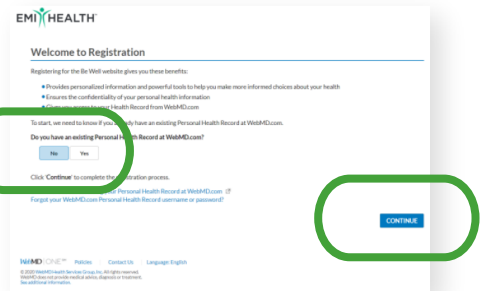 EMI HEALTH
Welcome to Registration
Registering for the Be Well website gives you these benefits:
• Provides personalized information and powerful tools to help you make more informed choices about your health
• Ensures the confidentiality of your personal health information
• Gives you access to your Health Record from WebMD.com
To start, we need to know if you already have an existing Personal Health Record at WebMD.com.
Do you have an existing Personal Health Record at WebMD.com?
No Yes
Click 'Continue' to complete the registration process.
your Personal Health Record at WebMD.com
Forgot your WebMD.com Personal Health Record username or password?
CONTINUE
WebMD ONE Policies Contact Us Language: English
© 2020 WebMD Health Services Group, Inc. All rights reserved.
WebMD does not provide medical advice, diagnosis or treatment.
See additional information.